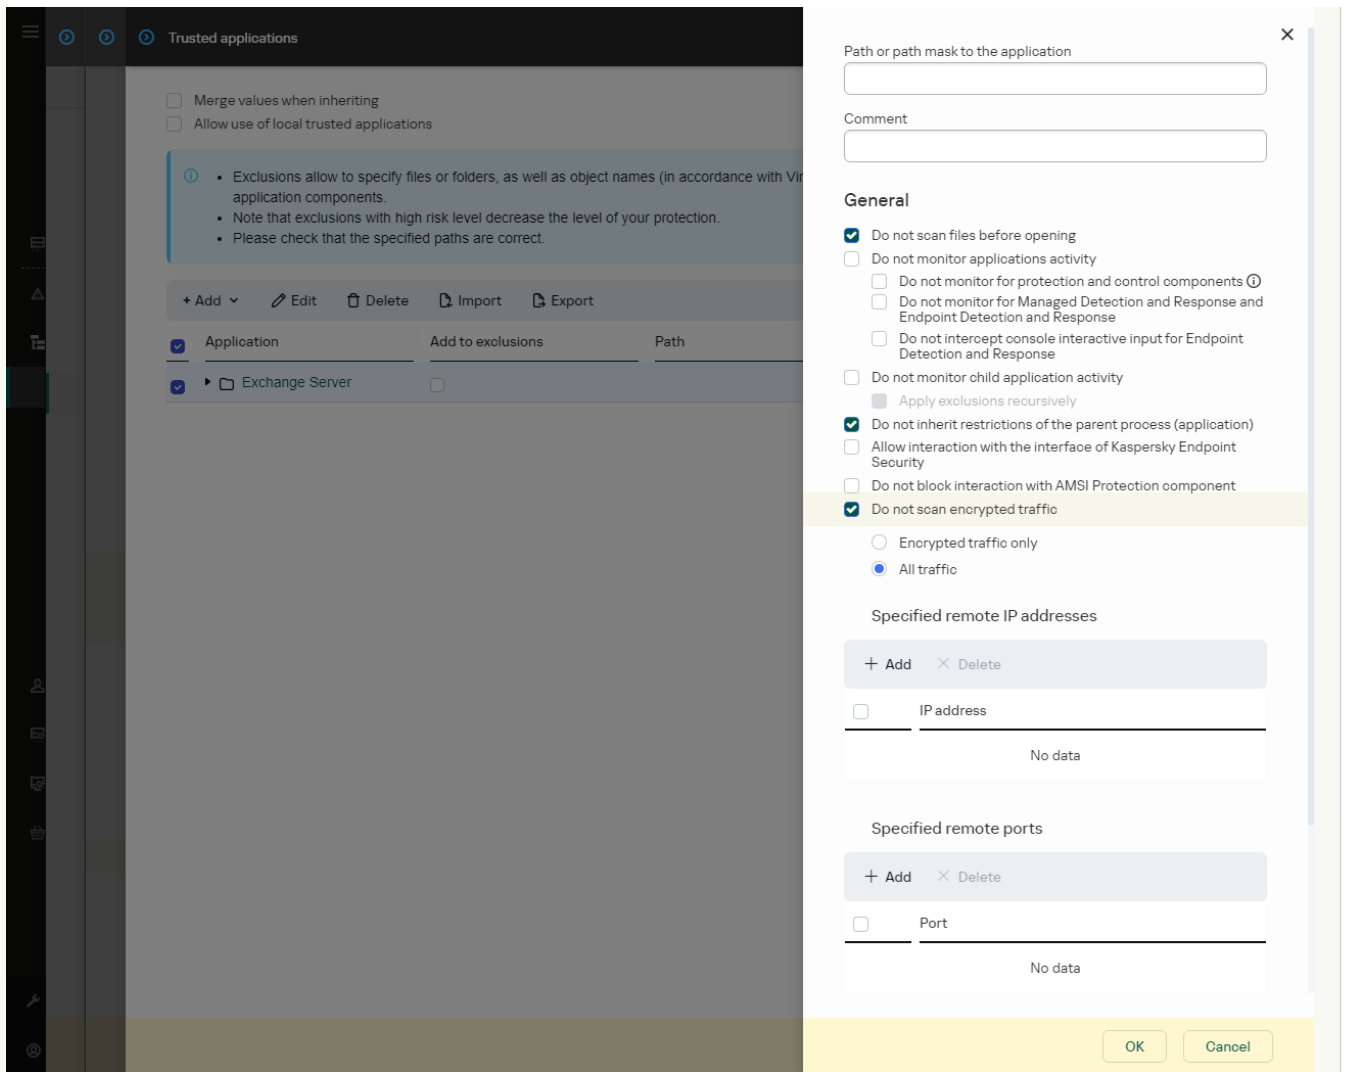 Trusted applications
Merge values when inheriting
Allow use of local trusted applications
• Exclusions allow to specify files or folders, as well as object names (in accordance with Vir
application components.
• Note that exclusions with high risk level decrease the level of your protection.
• Please check that the specified paths are correct.
+ Add
Edit
Delete
Import
Export
Application
Add to exclusions
Path
Exchange Server
Path or path mask to the application
Comment
General
Do not scan files before opening
Do not monitor applications activity
Do not monitor for protection and control components
Do not monitor for Managed Detection and Response and
Endpoint Detection and Response
Do not intercept console interactive input for Endpoint
Detection and Response
Do not monitor child application activity
Apply exclusions recursively
Do not inherit restrictions of the parent process (application)
Allow interaction with the interface of Kaspersky Endpoint
Security
Do not block interaction with AMSI Protection component
Do not scan encrypted traffic
Encrypted traffic only
All traffic
Specified remote IP addresses
+ Add
Delete
IP address
No data
Specified remote ports
+ Add
Delete
Port
No data
OK
Cancel